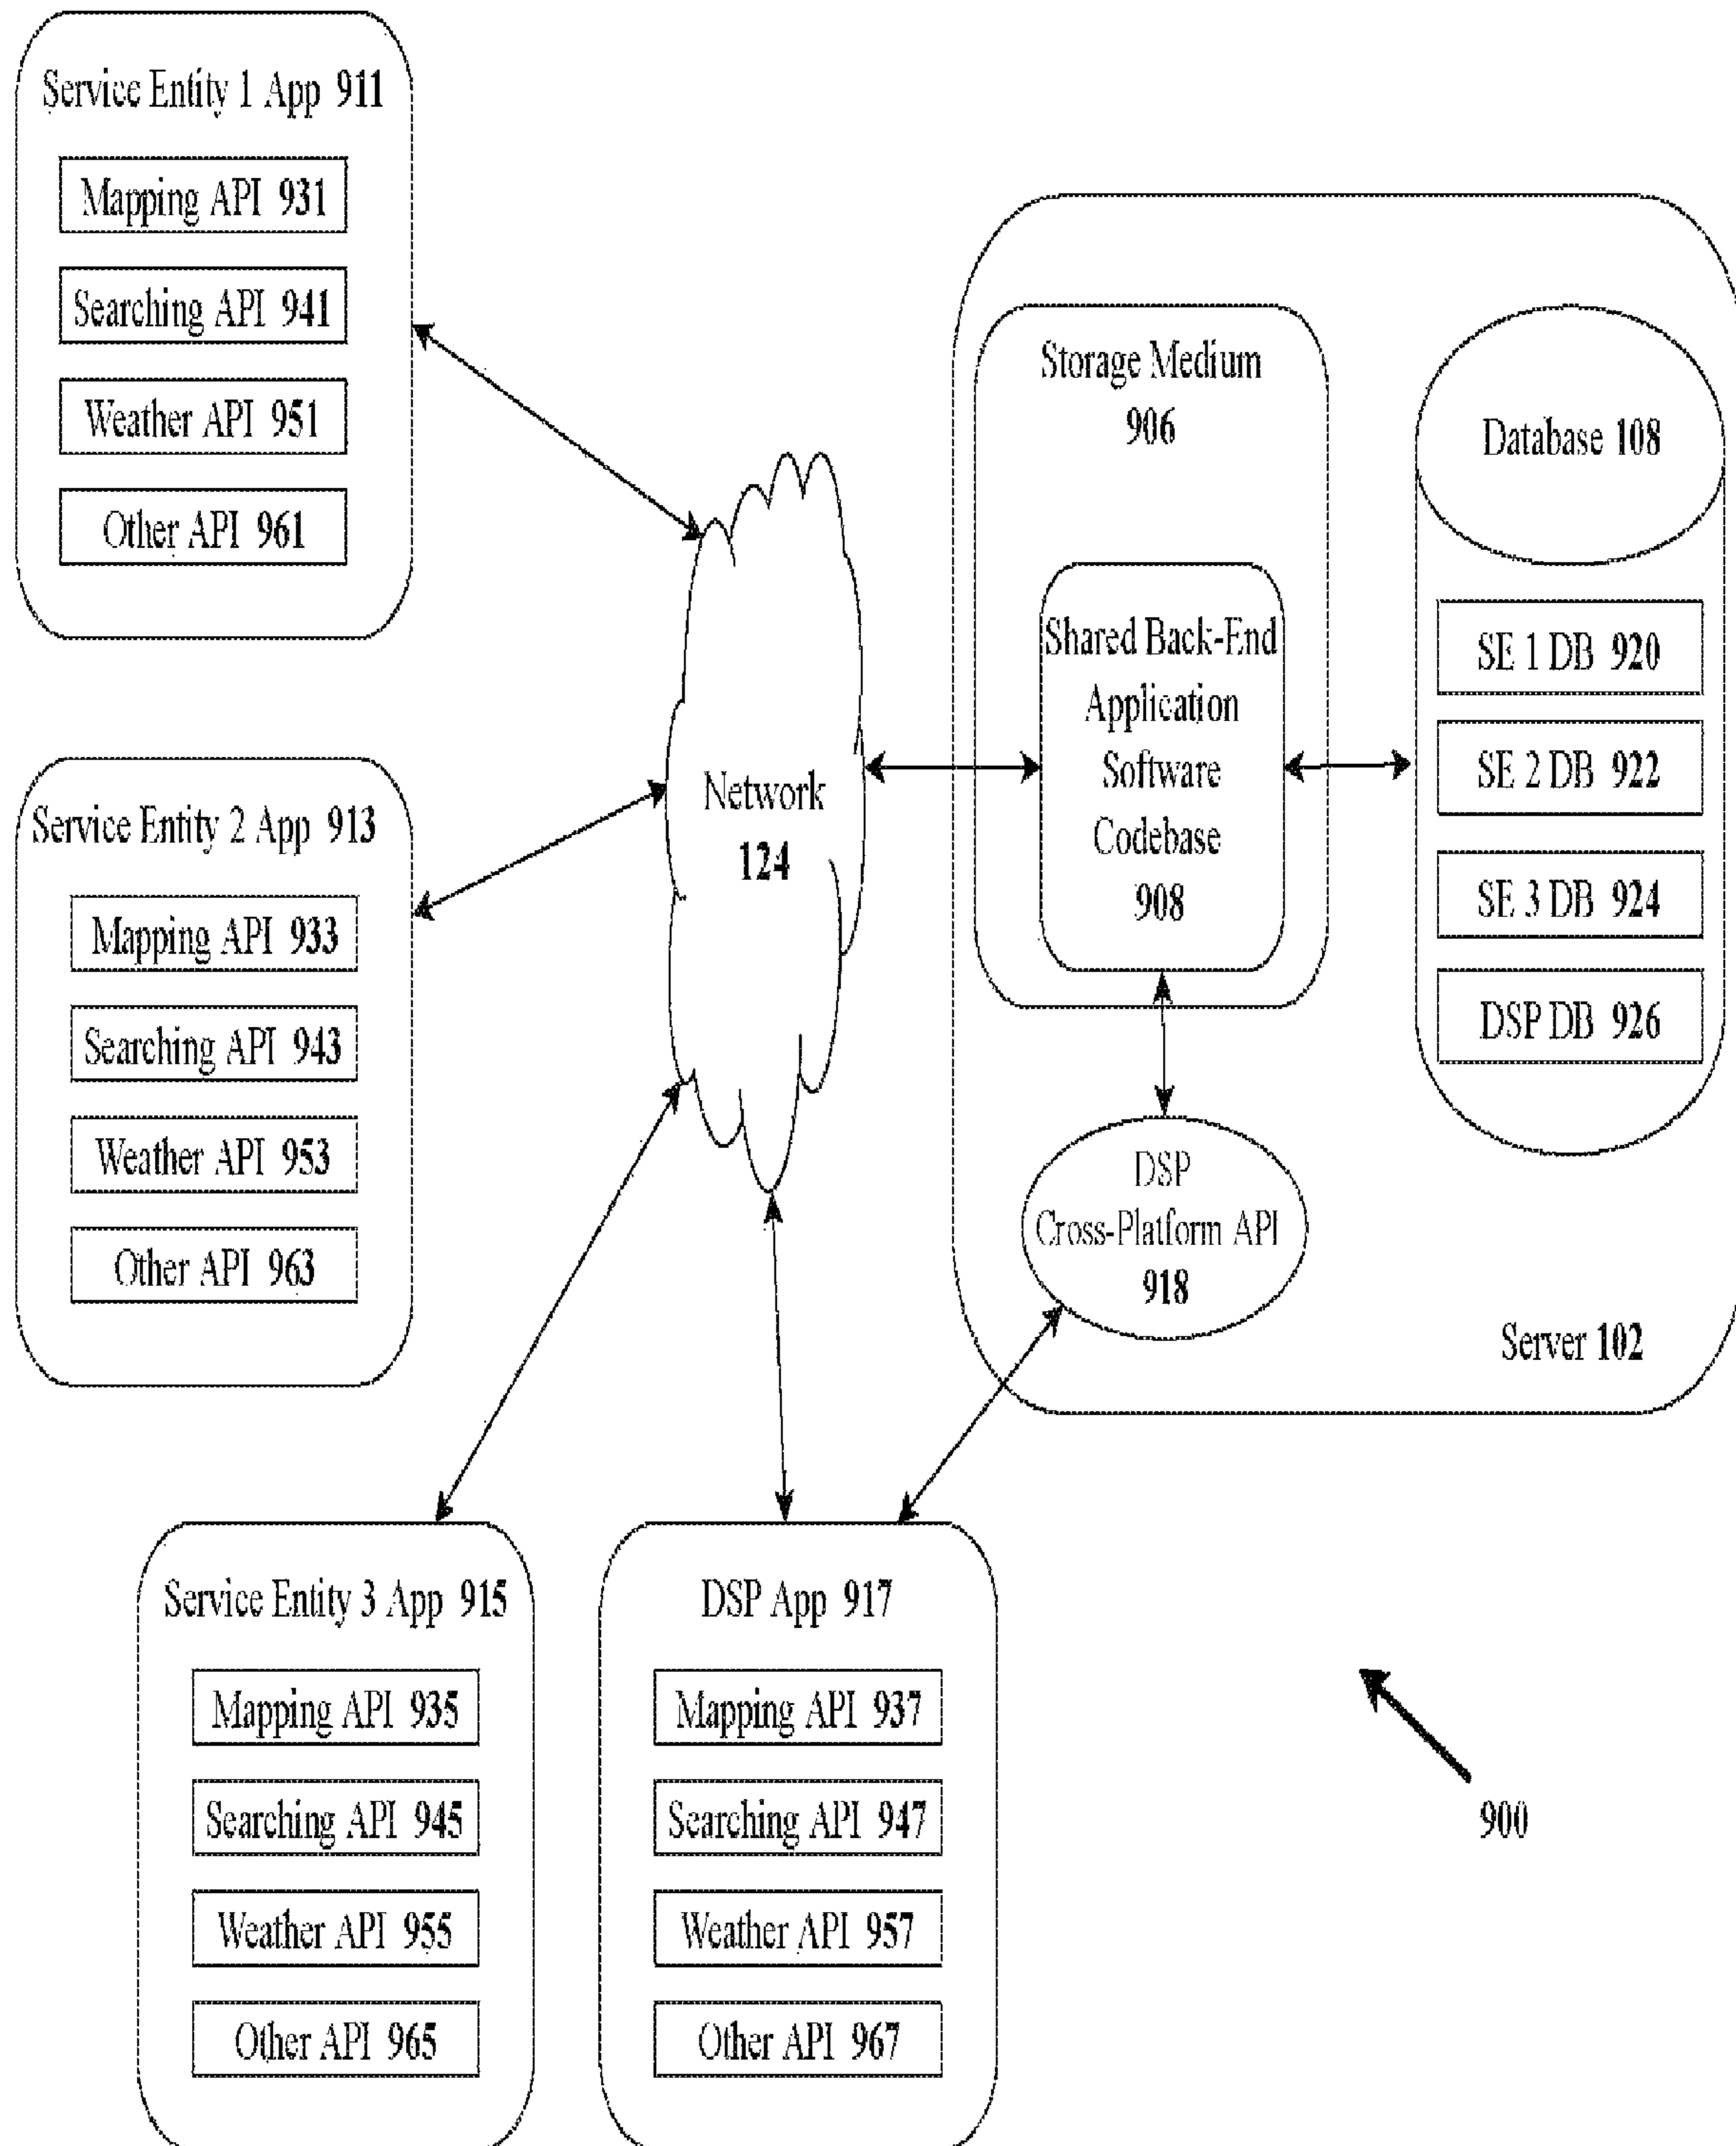 Service Entity 1 App 911
Mapping API 931
Searching API 941
Weather API 951
Other API 961
Service Entity 2 App 913
Mapping API 933
Searching API 943
Weather API 953
Other API 963
Network
124
Storage Medium
906
Shared Back-End
Application
Software
Codebase
908
Database 108
SE 1 DB 920
SE 2 DB 922
SE 3 DB 924
DSP DB 926
DSP
Cross-Platform API
918
Server 102
Service Entity 3 App 915
Mapping API 935
Searching API 945
Weather API 955
Other API 965
DSP App 917
Mapping API 937
Searching API 947
Weather API 957
Other API 967
900